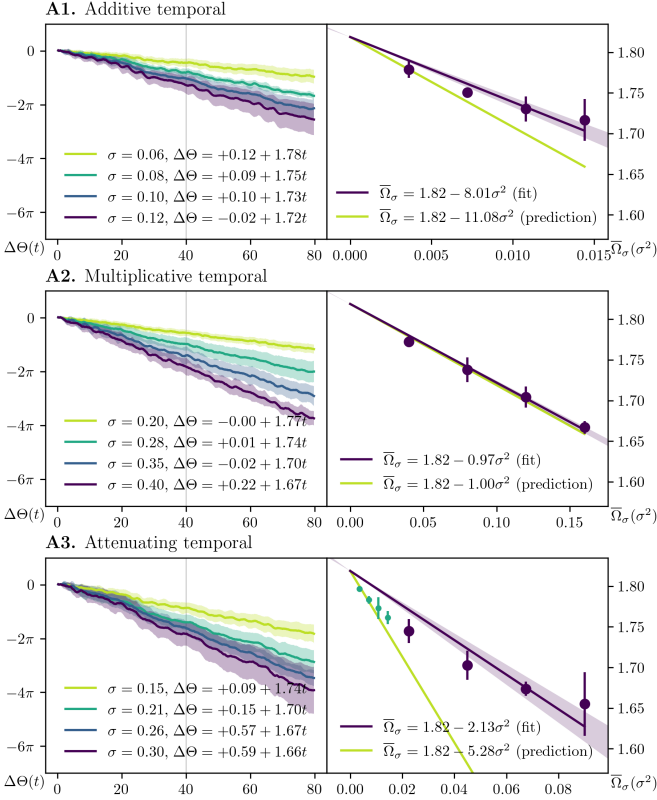 A1. Additive temporal
0
−2π
−4π
−6π
σ = 0.06, ΔΘ = +0.12 + 1.78t
σ = 0.08, ΔΘ = +0.09 + 1.75t
σ = 0.10, ΔΘ = +0.10 + 1.73t
σ = 0.12, ΔΘ = −0.02 + 1.72t
Ω̅σ = 1.82 − 8.01σ² (fit)
Ω̅σ = 1.82 − 11.08σ² (prediction)
1.80
1.75
1.70
1.65
1.60
ΔΘ(t) 0 20 40 60 80 0.000 0.005 0.010 0.015 Ω̅σ(σ²)
A2. Multiplicative temporal
0
−2π
−4π
−6π
σ = 0.20, ΔΘ = −0.00 + 1.77t
σ = 0.28, ΔΘ = +0.01 + 1.74t
σ = 0.35, ΔΘ = −0.02 + 1.70t
σ = 0.40, ΔΘ = +0.22 + 1.67t
Ω̅σ = 1.82 − 0.97σ² (fit)
Ω̅σ = 1.82 − 1.00σ² (prediction)
1.80
1.75
1.70
1.65
1.60
ΔΘ(t) 0 20 40 60 80 0.00 0.05 0.10 0.15 Ω̅σ(σ²)
A3. Attenuating temporal
0
−2π
−4π
−6π
σ = 0.15, ΔΘ = +0.09 + 1.74t
σ = 0.21, ΔΘ = +0.15 + 1.70t
σ = 0.26, ΔΘ = +0.57 + 1.67t
σ = 0.30, ΔΘ = +0.59 + 1.66t
Ω̅σ = 1.82 − 2.13σ² (fit)
Ω̅σ = 1.82 − 5.28σ² (prediction)
1.80
1.75
1.70
1.65
1.60
ΔΘ(t) 0 20 40 60 80 0.00 0.02 0.04 0.06 0.08 Ω̅σ(σ²)